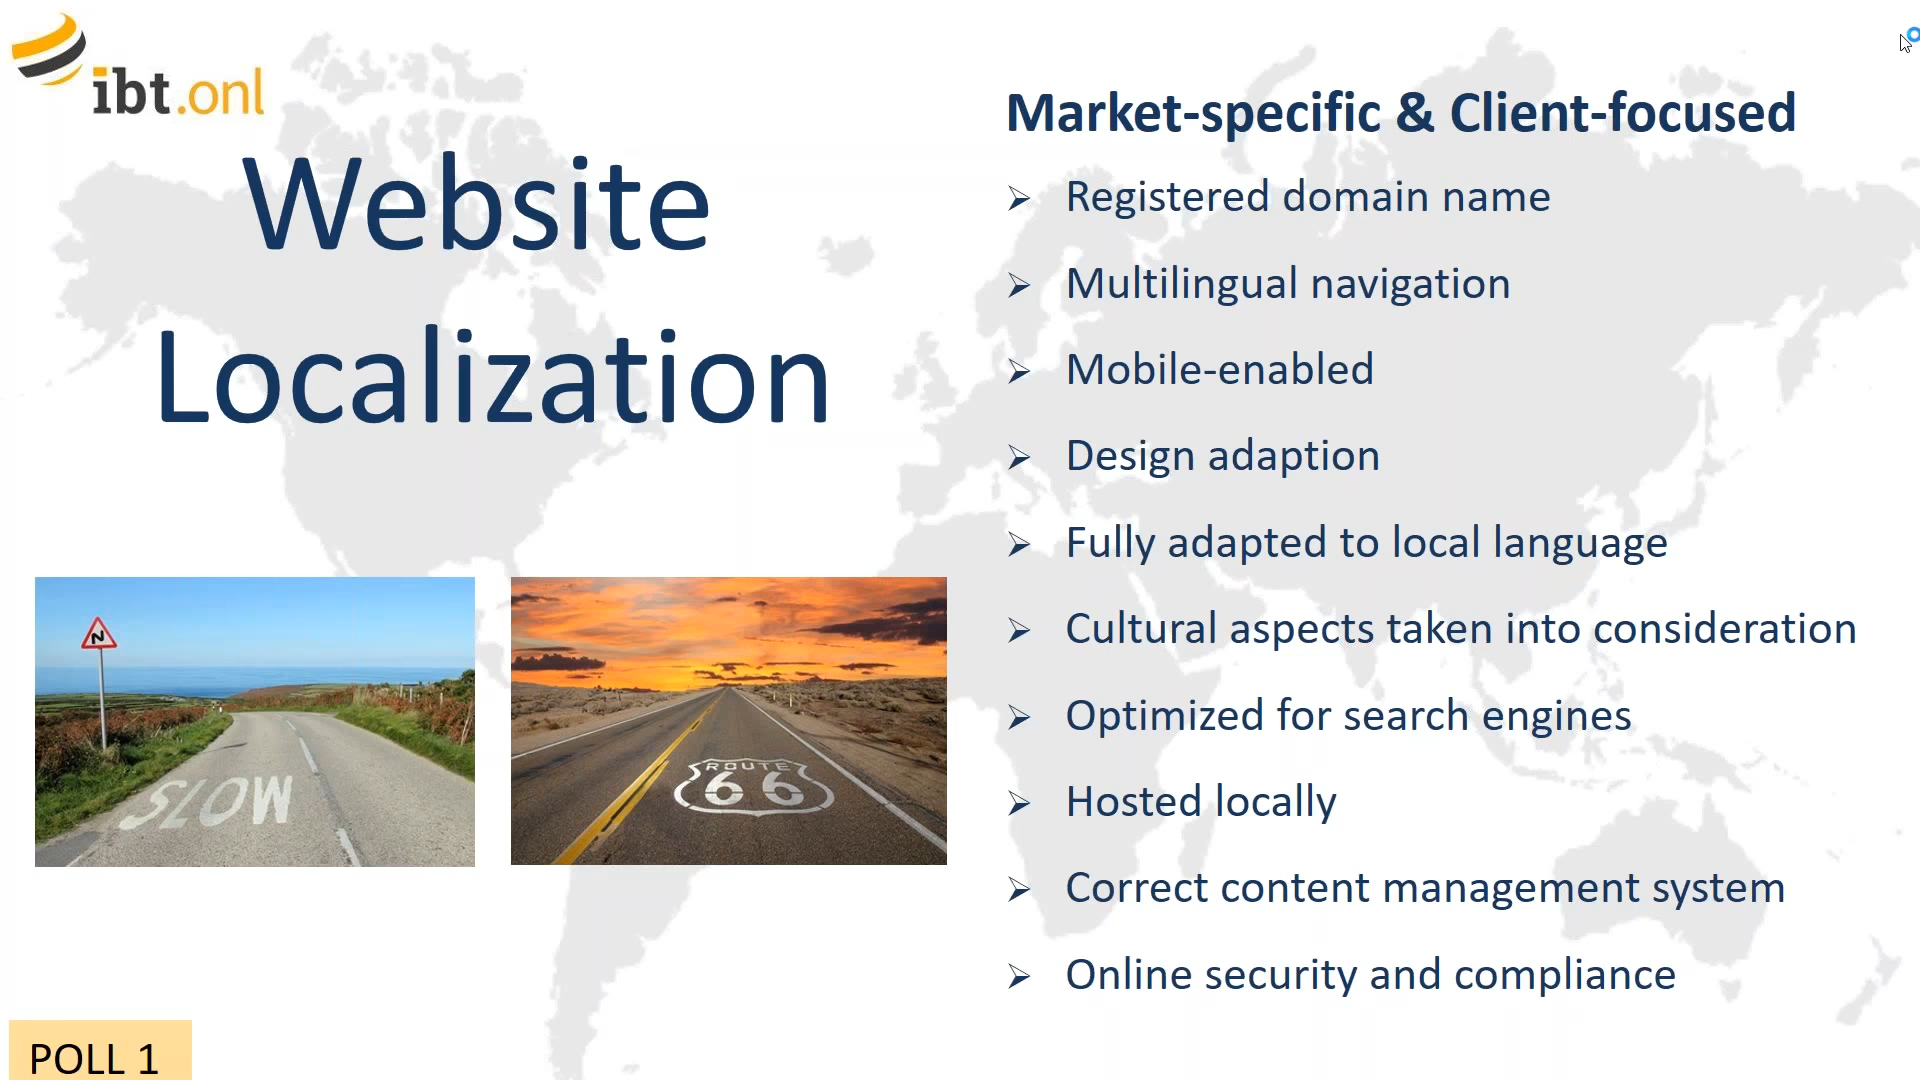 ibt.onl
Website
Localization
Market-specific & Client-focused
Registered domain name
Multilingual navigation
Mobile-enabled
Design adaption
Fully adapted to local language
Cultural aspects taken into consideration
Optimized for search engines
Hosted locally
Correct content management system
Online security and compliance
SLOW
ROUTE
66
POLL 1